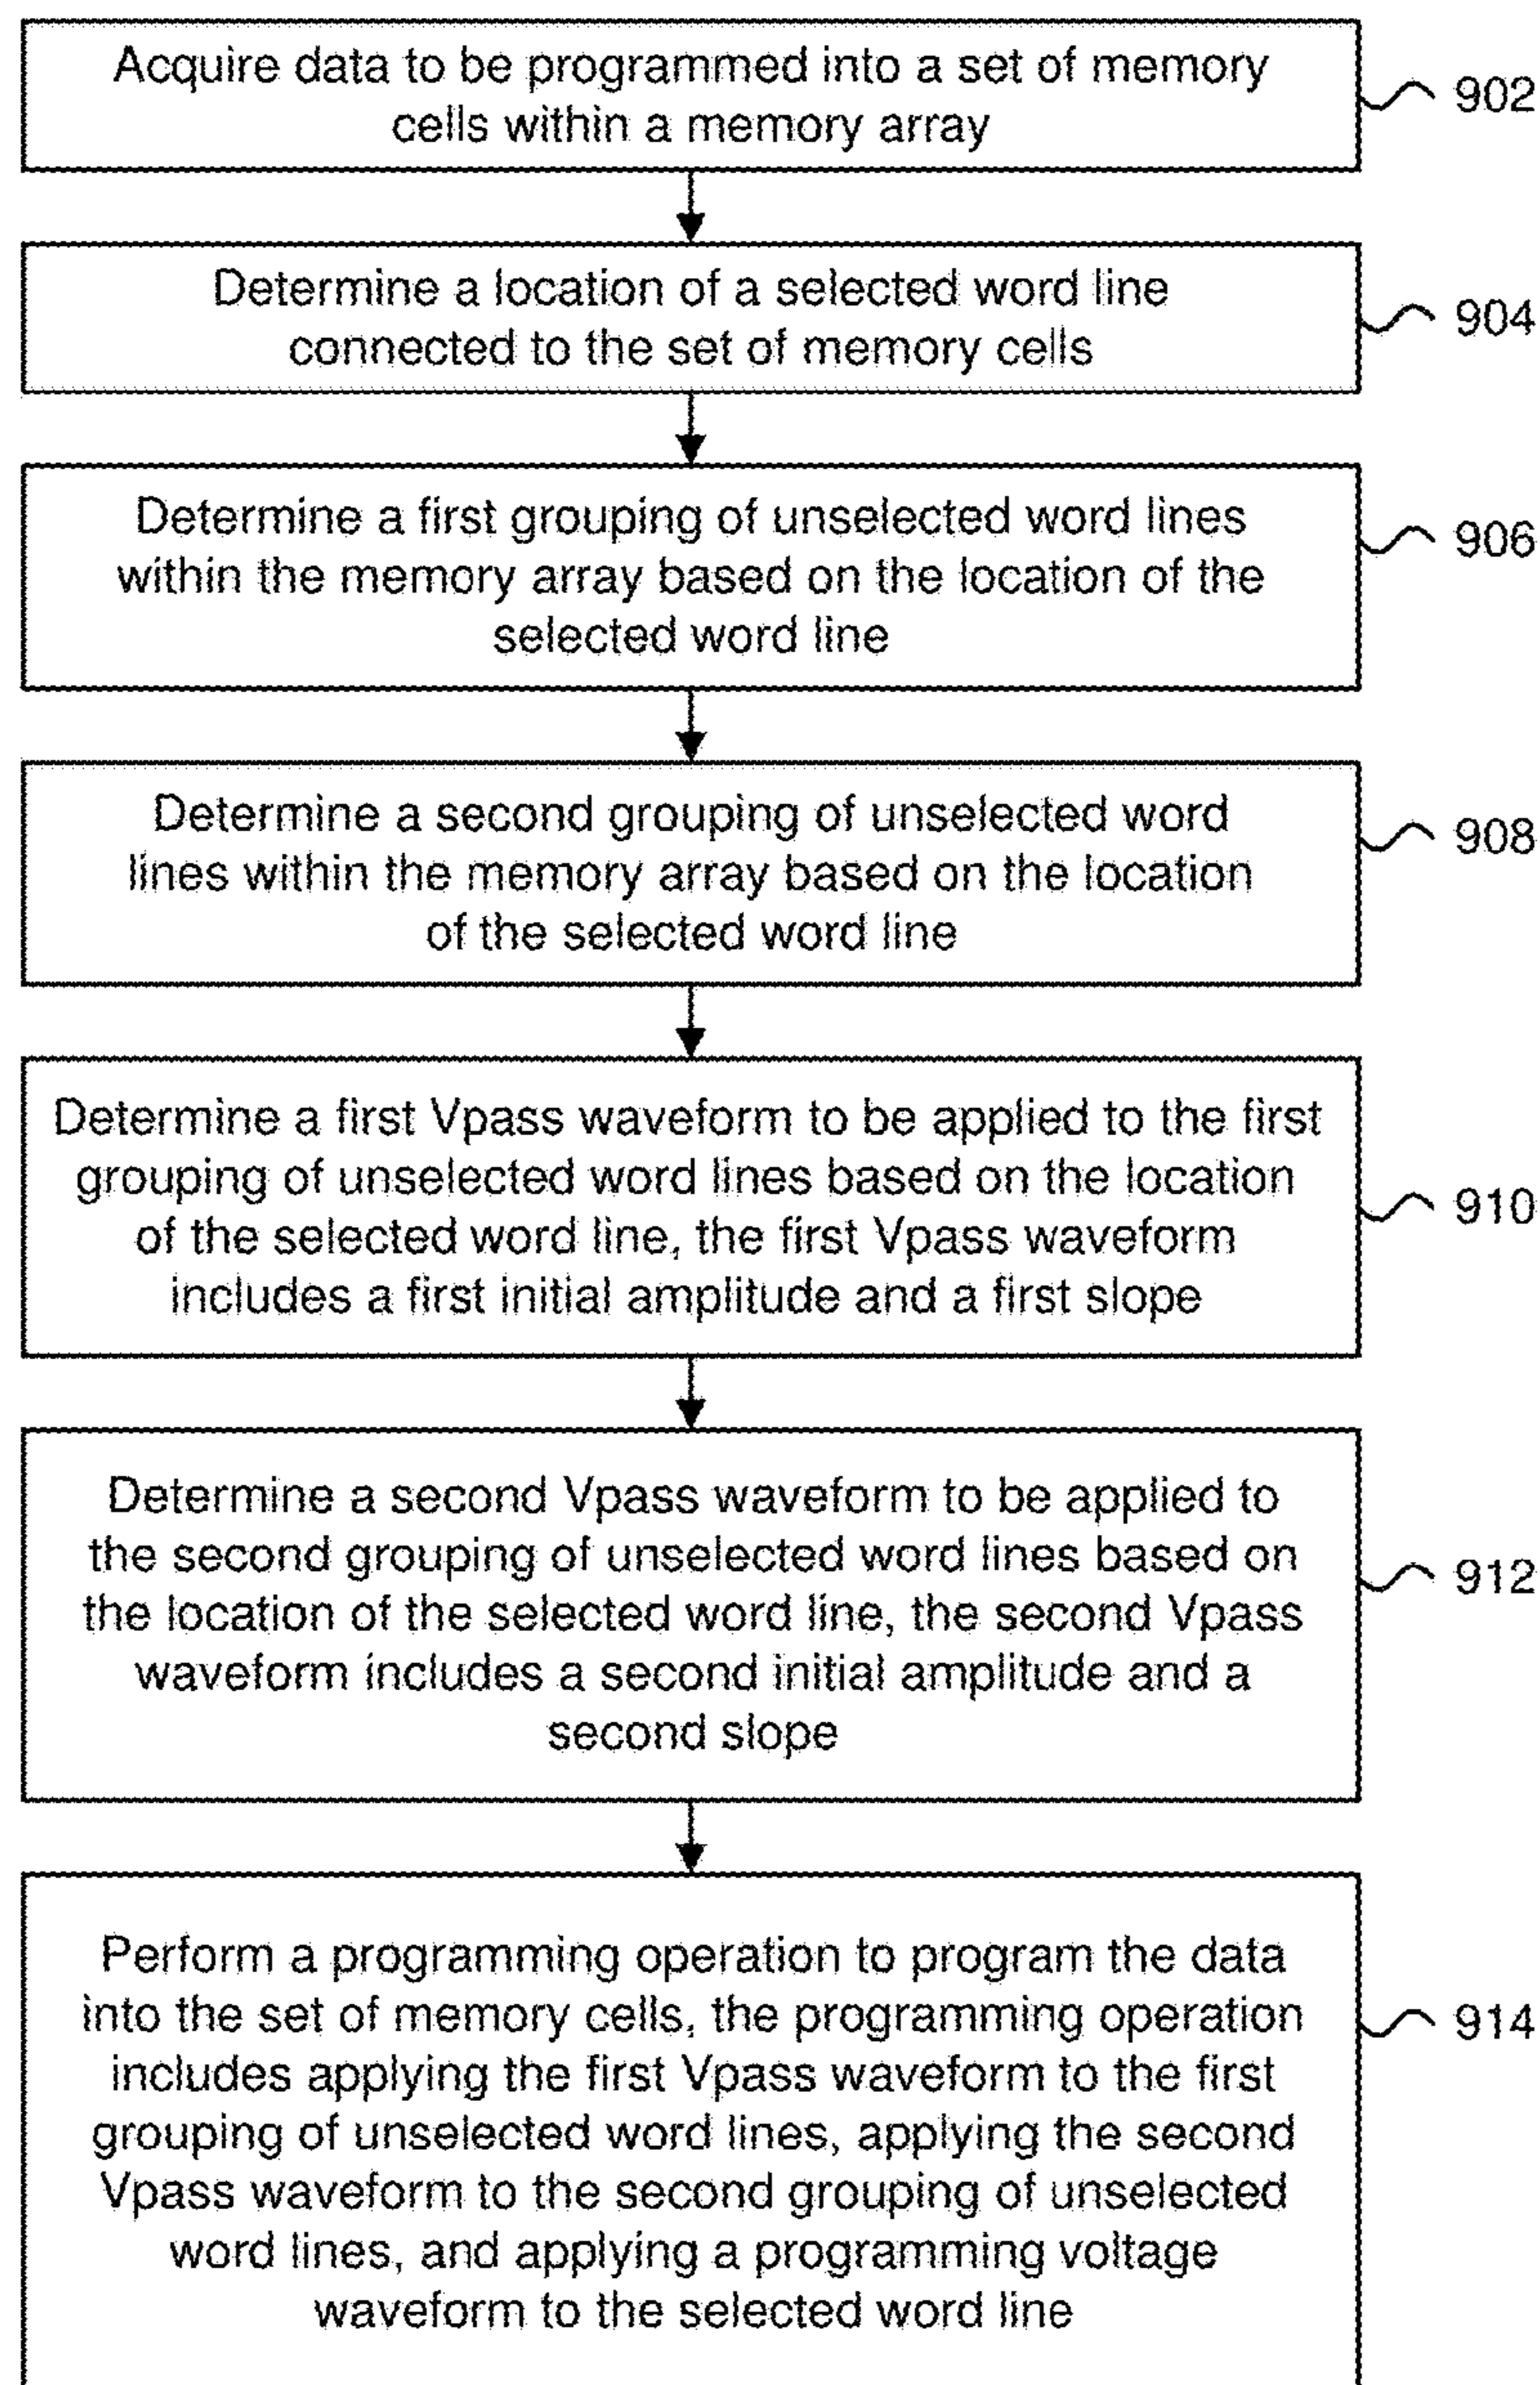 Acquire data to be programmed into a set of memory
cells within a memory array
902
Determine a location of a selected word line
connected to the set of memory cells
904
Determine a first grouping of unselected word lines
within the memory array based on the location of the
selected word line
906
Determine a second grouping of unselected word
lines within the memory array based on the location
of the selected word line
908
Determine a first Vpass waveform to be applied to the first
grouping of unselected word lines based on the location
of the selected word line, the first Vpass waveform
includes a first initial amplitude and a first slope
910
Determine a second Vpass waveform to be applied to
the second grouping of unselected word lines based on
the location of the selected word line, the second Vpass
waveform includes a second initial amplitude and a
second slope
912
Perform a programming operation to program the data
into the set of memory cells, the programming operation
includes applying the first Vpass waveform to the first
grouping of unselected word lines, applying the second
Vpass waveform to the second grouping of unselected
word lines, and applying a programming voltage
waveform to the selected word line
914